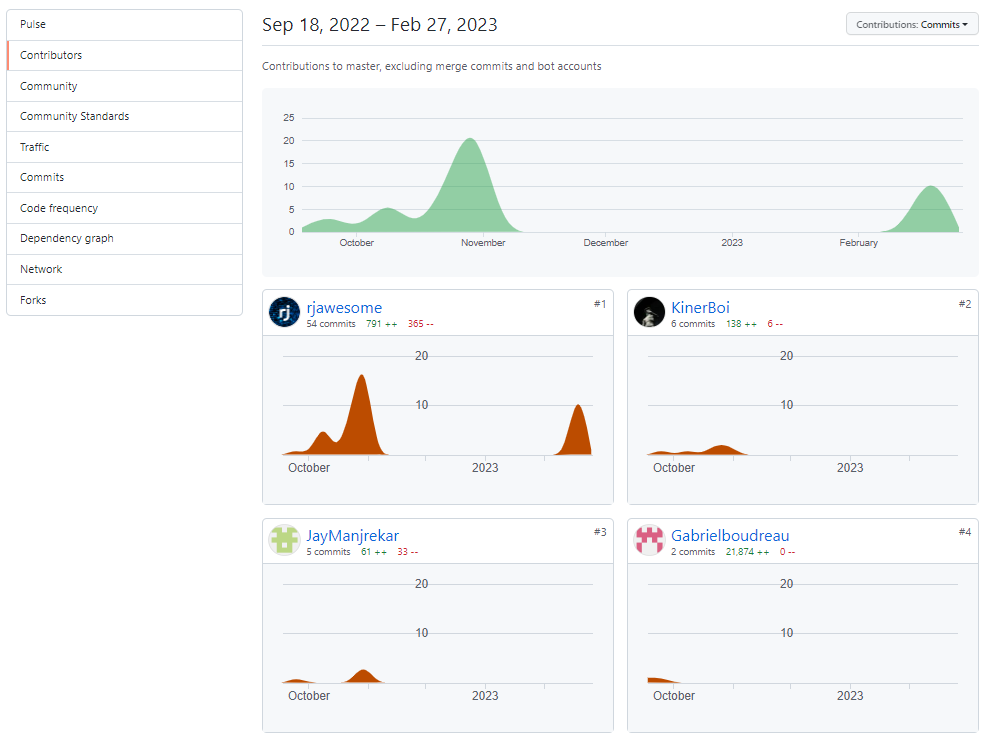 Pulse
Contributors
Community
Community Standards
Traffic
Commits
Code frequency
Dependency graph
Network
Forks
Sep 18, 2022 – Feb 27, 2023
Contributions: Commits
Contributions to master, excluding merge commits and bot accounts
25
20
15
10
5
0
October November December 2023 February
rj
rjawesome #1
54 commits 791 ++ 365 --
20
10
October 2023
KinerBoi #2
6 commits 138 ++ 6 --
20
10
October 2023
JayManjrekar #3
5 commits 61 ++ 33 --
20
10
October 2023
Gabrielboudreau #4
2 commits 21,874 ++ 0 --
20
10
October 2023